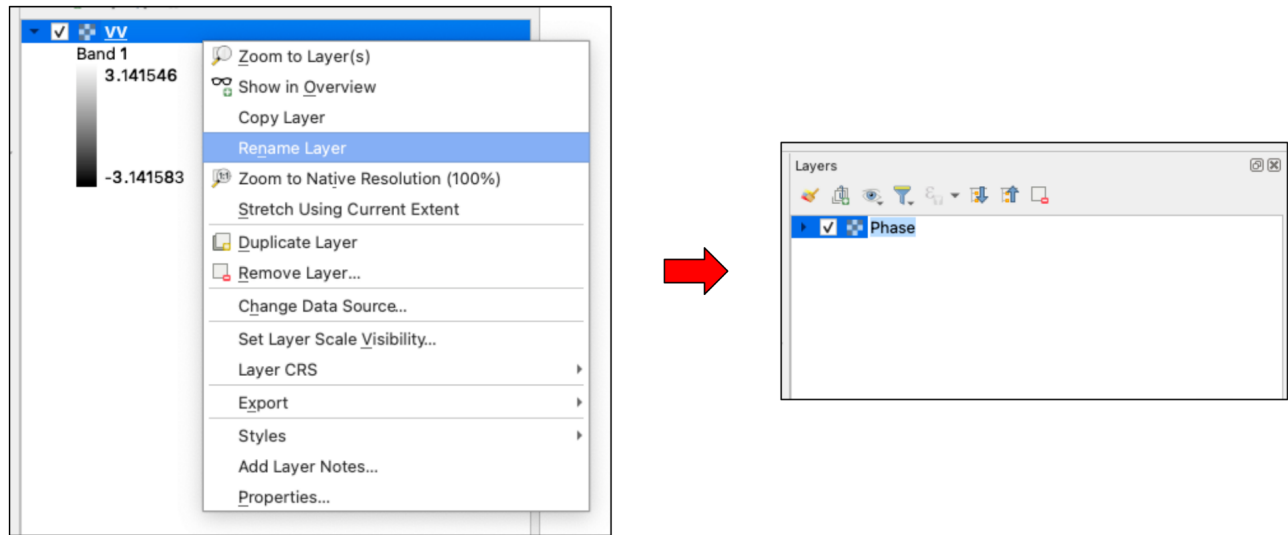 VV
Band 1
3.141546
-3.141583
Zoom to Layer(s)
Show in Overview
Copy Layer
Rename Layer
Zoom to Native Resolution (100%)
Stretch Using Current Extent
Duplicate Layer
Remove Layer...
Change Data Source...
Set Layer Scale Visibility...
Layer CRS
Export
Styles
Add Layer Notes...
Properties...
Layers
Phase